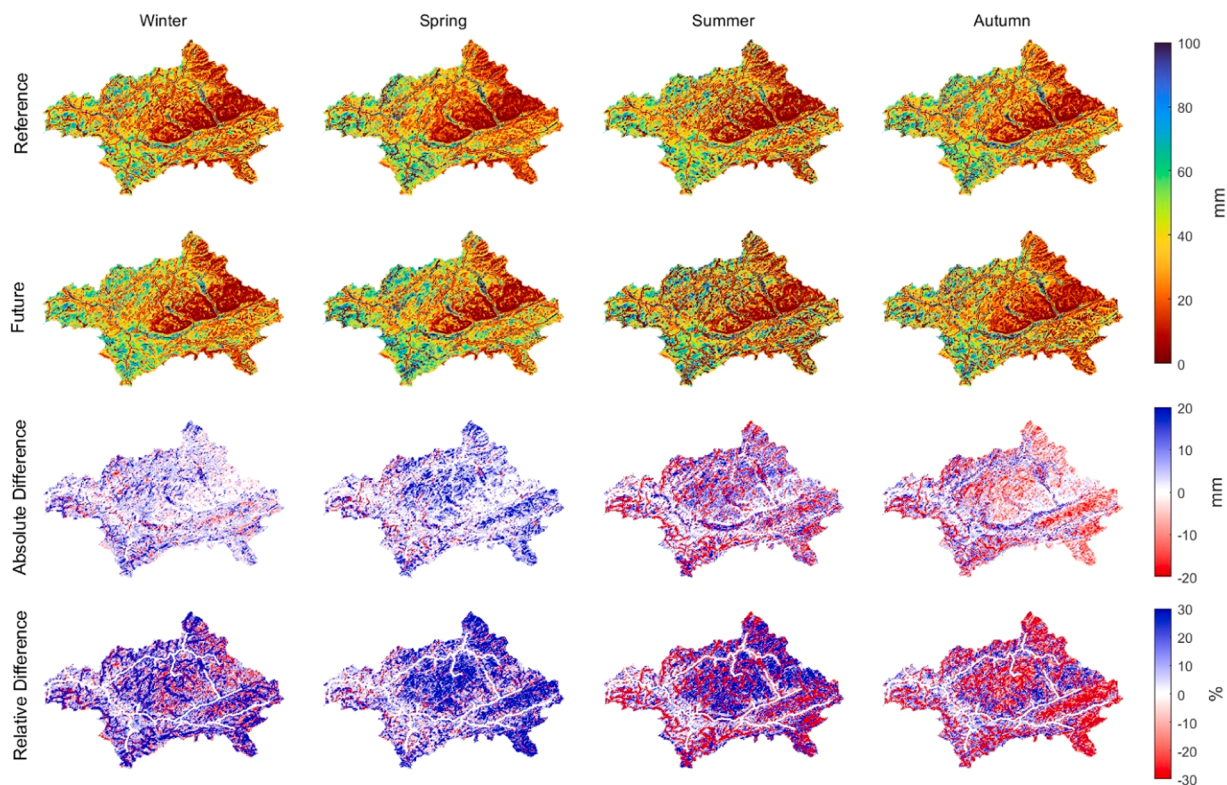 Winter Spring Summer Autumn
Reference
100
80
60
40
20
0
mm
Future
Absolute Difference
20
10
0
-10
-20
mm
Relative Difference
30
20
10
0
-10
-20
-30
%